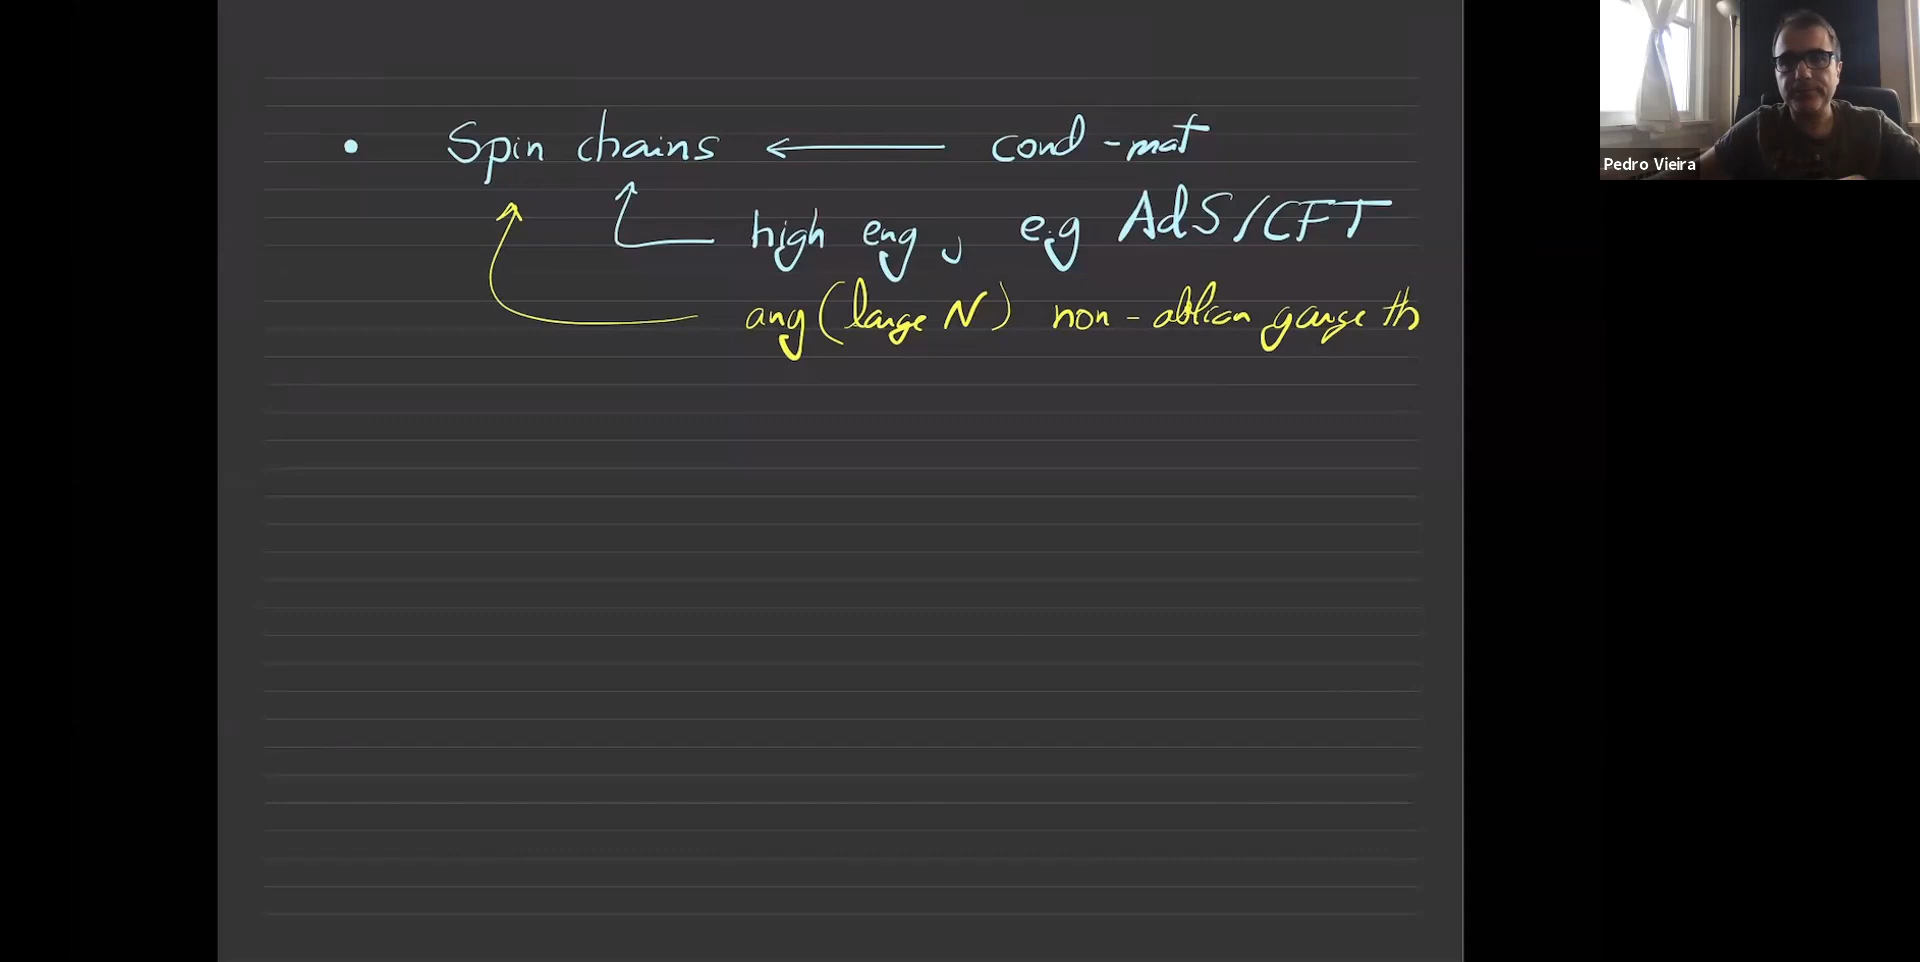 • Spin chains ← cond-mat
high eng, e.g AdS/CFT
any (large N) non-ablian gauge th
Pedro Vieira